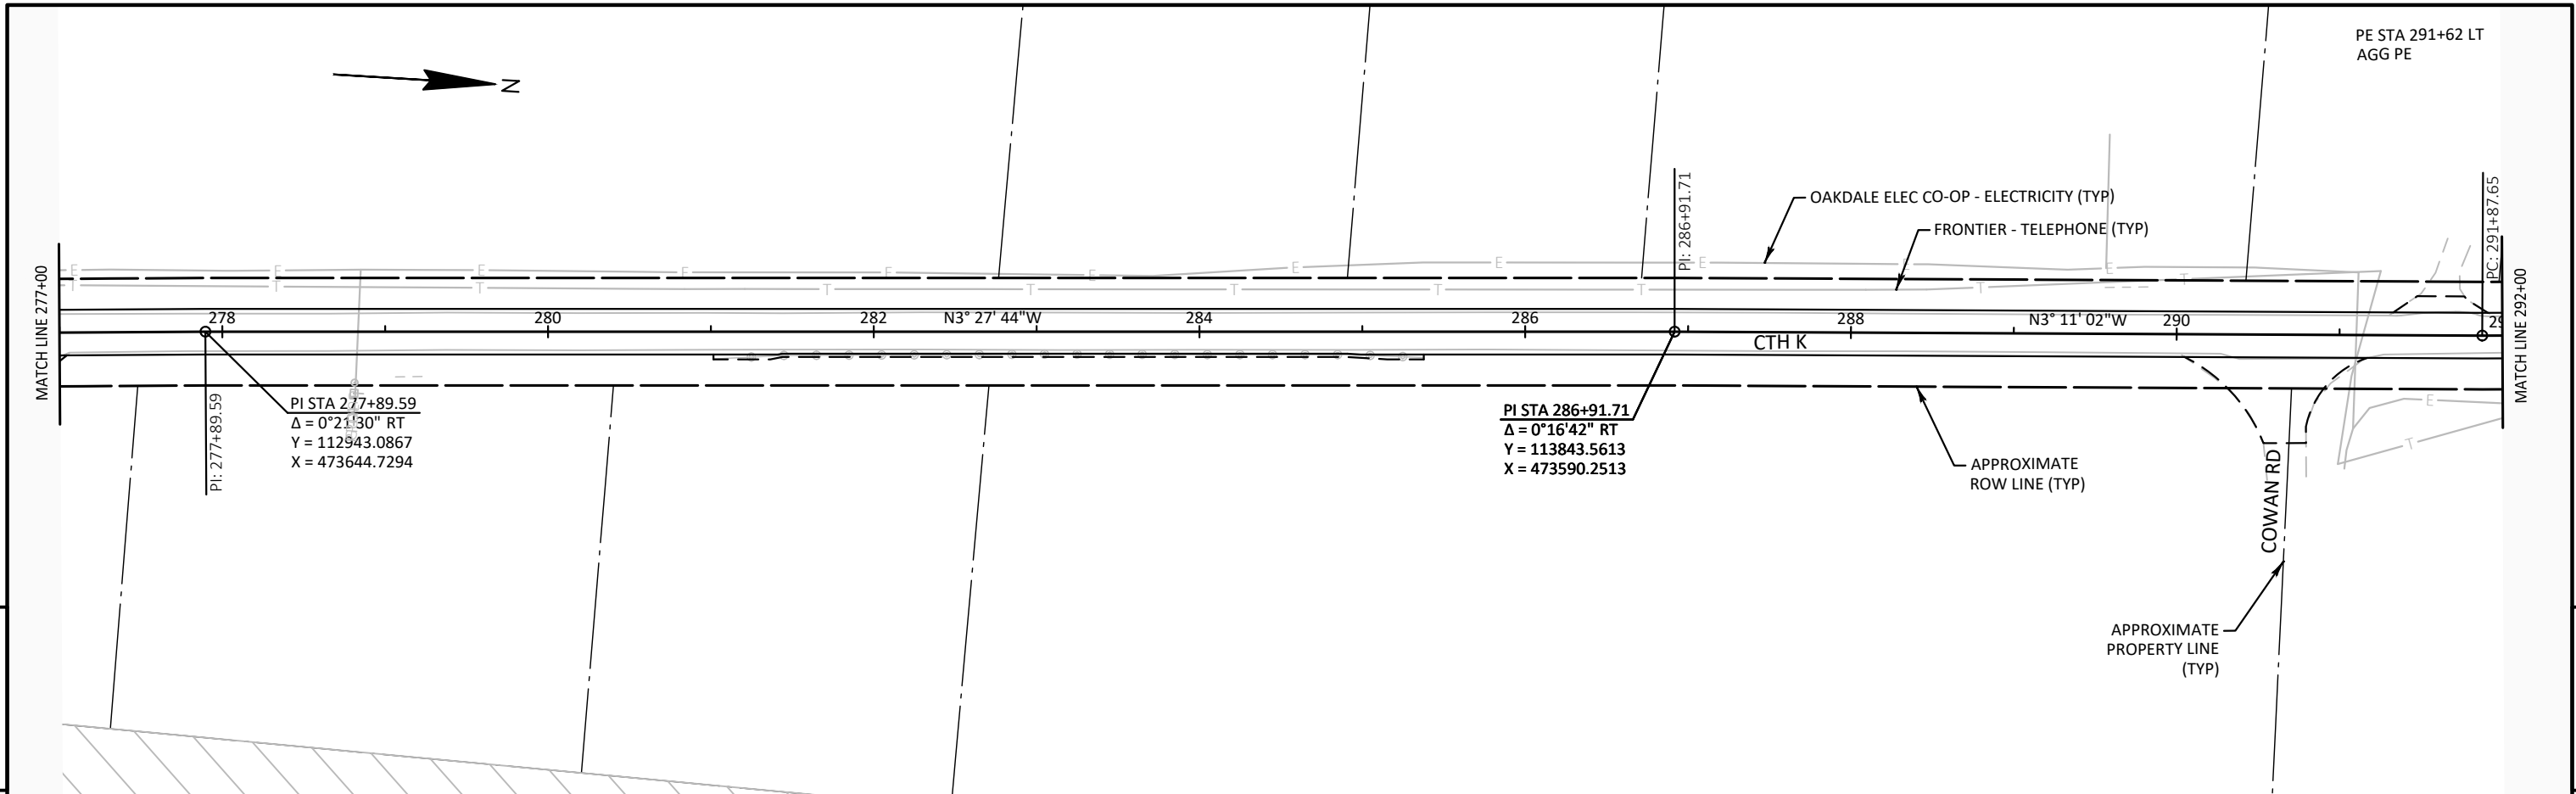 PE STA 291+62 LT
AGG PE
N
OAKDALE ELEC CO-OP - ELECTRICITY (TYP)
FRONTIER - TELEPHONE (TYP)
PI: 286+91.71
PC: 291+87.65
E E E E E E E E E E E
T T T T T T T T T T T
MATCH LINE 277+00
278
280
282
N3° 27' 44"W
284
286
288
N3° 11' 02"W
290
MATCH LINE 292+00
CTH K
PI: 277+89.59
PI STA 277+89.59
Y = 112943.0867
X = 473644.7294
PI STA 286+91.71
Δ = 0°16'42" RT
Y = 113843.5613
X = 473590.2513
APPROXIMATE
ROW LINE (TYP)
COWAN RD
E
T
APPROXIMATE
PROPERTY LINE
(TYP)